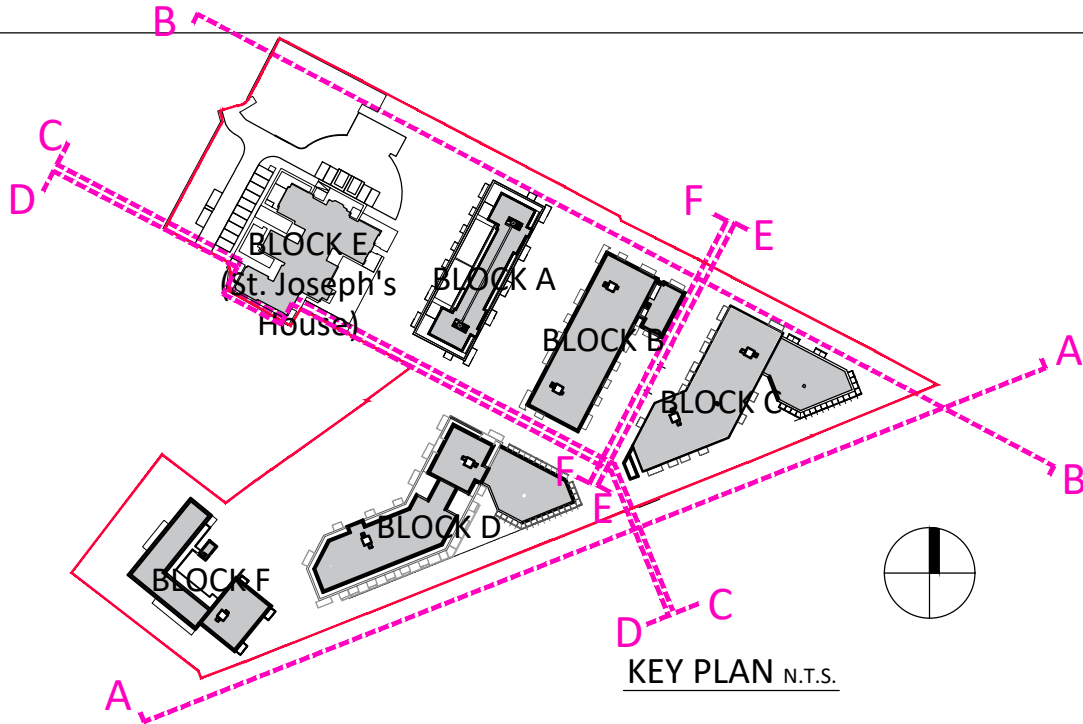 B
C
D
F
E
BLOCK E
(St. Joseph's
House)
BLOCK A
BLOCK B
BLOCK C
A
B
F
E
BLOCK D
BLOCK F
C
D
A
KEY PLAN N.T.S.